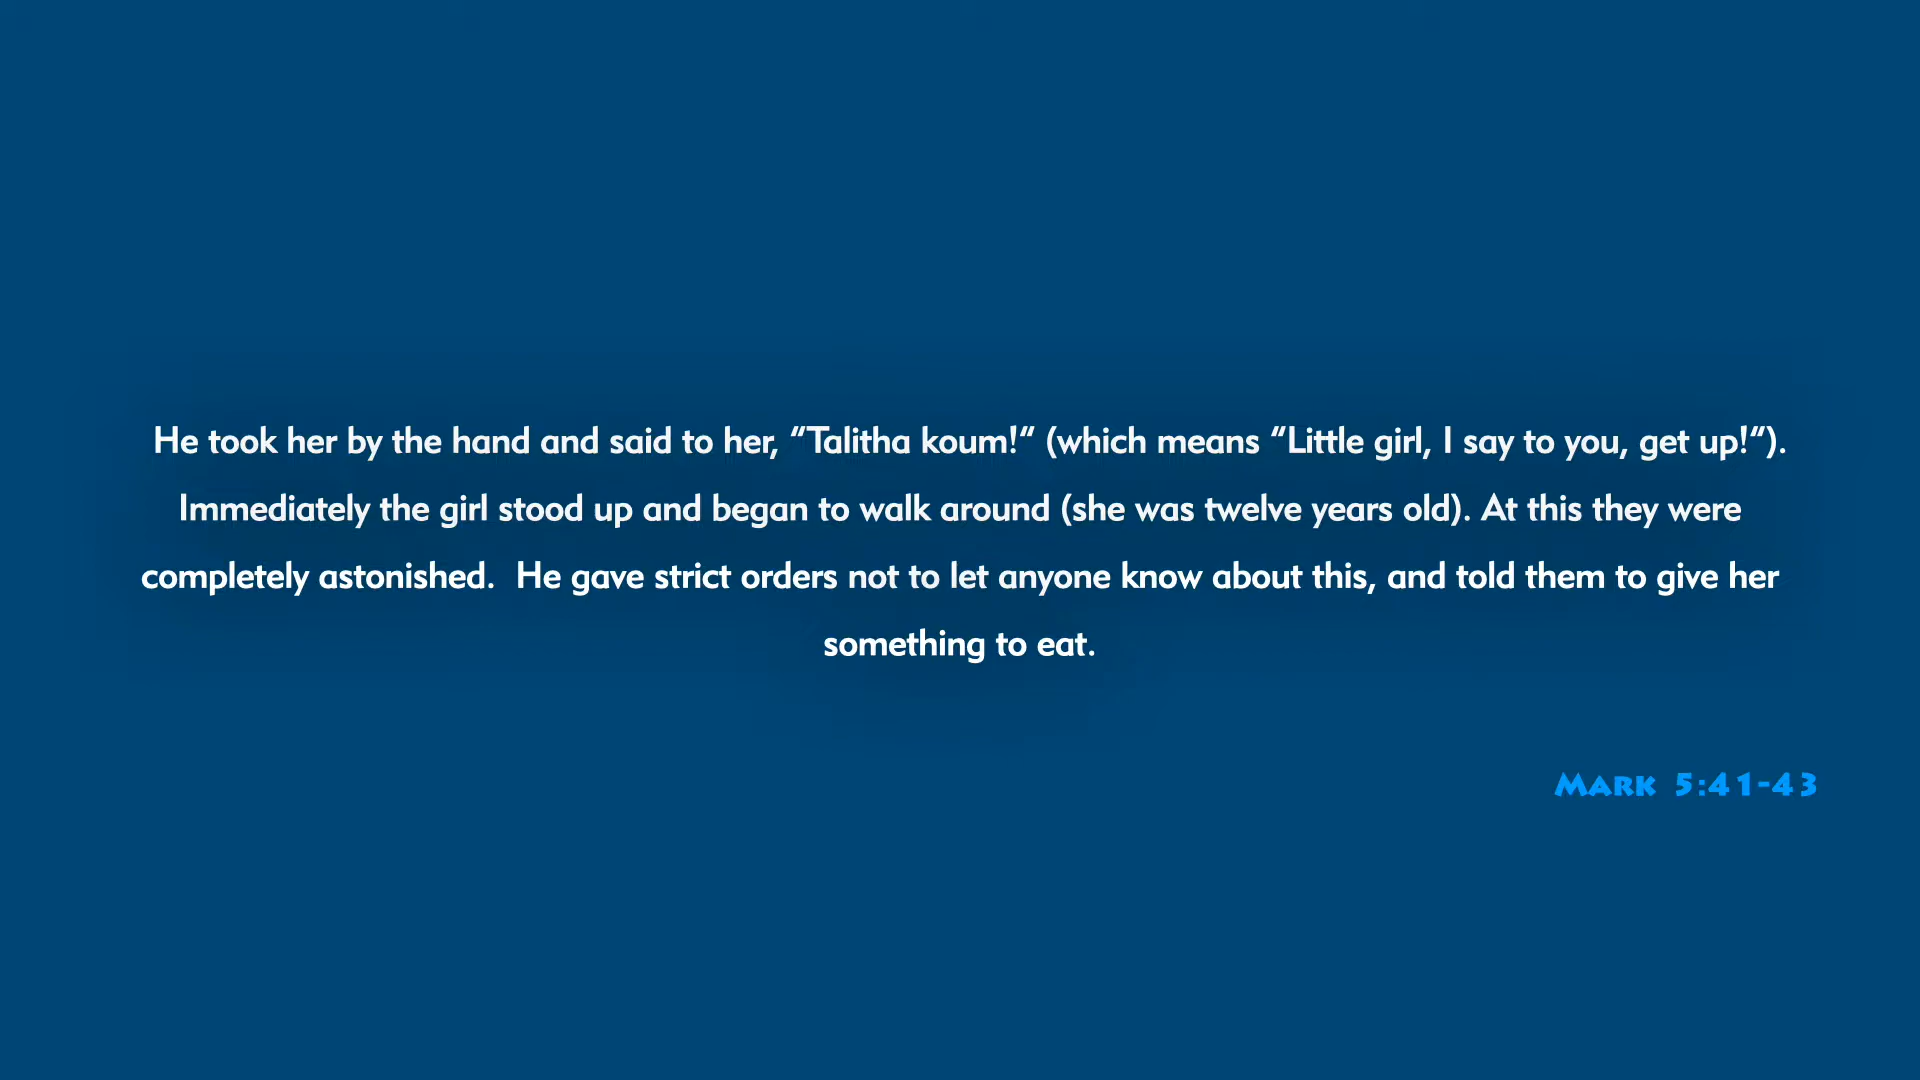 He took her by the hand and said to her, “Talitha koum!“ (which means “Little girl, I say to you, get up!“).
Immediately the girl stood up and began to walk around (she was twelve years old). At this they were
completely astonished.  He gave strict orders not to let anyone know about this, and told them to give her
something to eat.
Mark 5:41-43